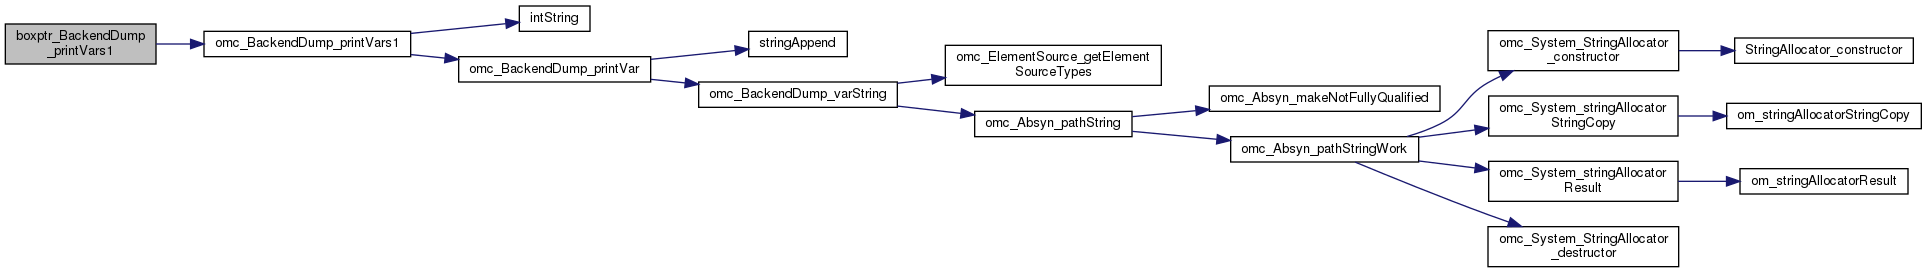 boxptr_BackendDump
_printVars1
omc_BackendDump_printVars1
intString
omc_BackendDump_printVar
stringAppend
omc_BackendDump_varString
omc_ElementSource_getElement
SourceTypes
omc_Absyn_pathString
omc_Absyn_makeNotFullyQualified
omc_Absyn_pathStringWork
omc_System_StringAllocator
_constructor
StringAllocator_constructor
omc_System_stringAllocator
StringCopy
om_stringAllocatorStringCopy
omc_System_stringAllocator
Result
om_stringAllocatorResult
omc_System_StringAllocator
_destructor